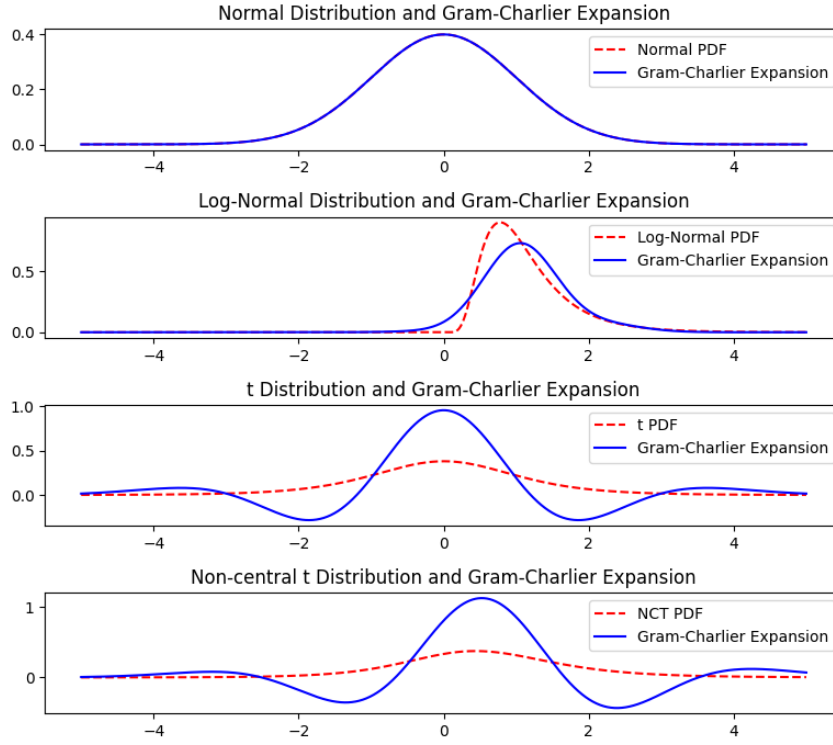 Normal Distribution and Gram-Charlier Expansion
0.4
0.2
0.0
Normal PDF
Gram-Charlier Expansion
−4 −2 0 2 4
Log-Normal Distribution and Gram-Charlier Expansion
0.5
0.0
Log-Normal PDF
Gram-Charlier Expansion
−4 −2 0 2 4
t Distribution and Gram-Charlier Expansion
1.0
0.5
0.0
t PDF
Gram-Charlier Expansion
−4 −2 0 2 4
Non-central t Distribution and Gram-Charlier Expansion
1
0
NCT PDF
Gram-Charlier Expansion
−4 −2 0 2 4